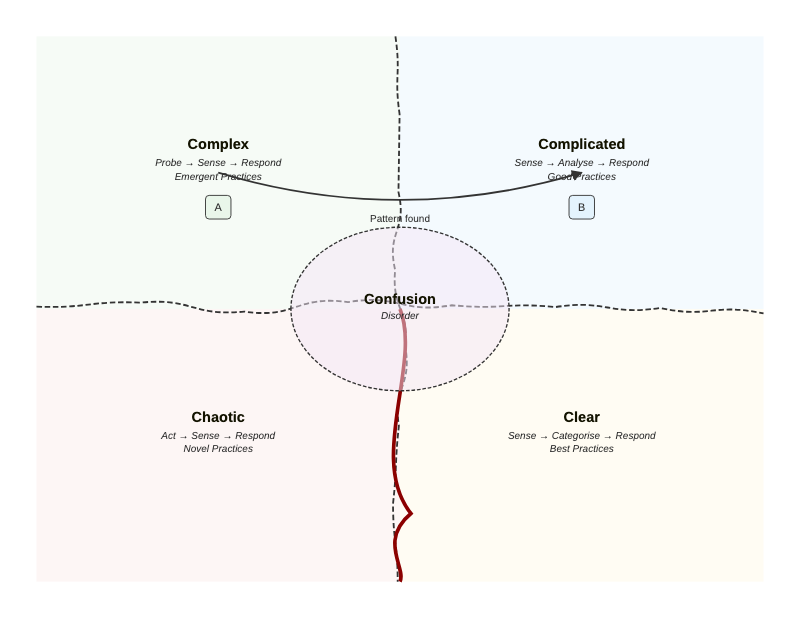 Complex
Probe → Sense → Respond
Emergent Practices
A
Complicated
Sense → Analyse → Respond
Good Practices
B
Pattern found
Confusion
Disorder
Chaotic
Act → Sense → Respond
Novel Practices
Clear
Sense → Categorise → Respond
Best Practices